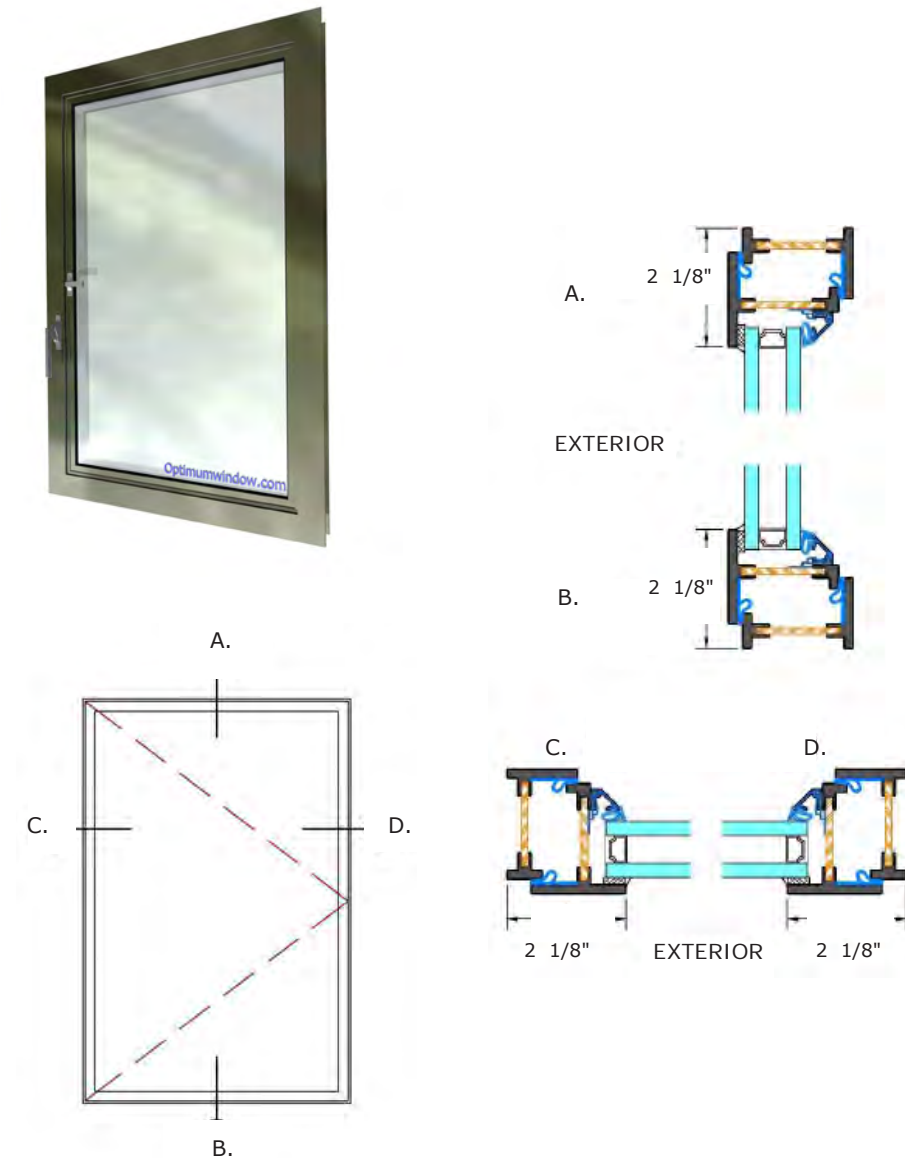 Optimumwindow.com
A.
2 1/8"
EXTERIOR
B.
2 1/8"
A.
C.
D.
B.
C.
D.
2 1/8"
EXTERIOR
2 1/8"